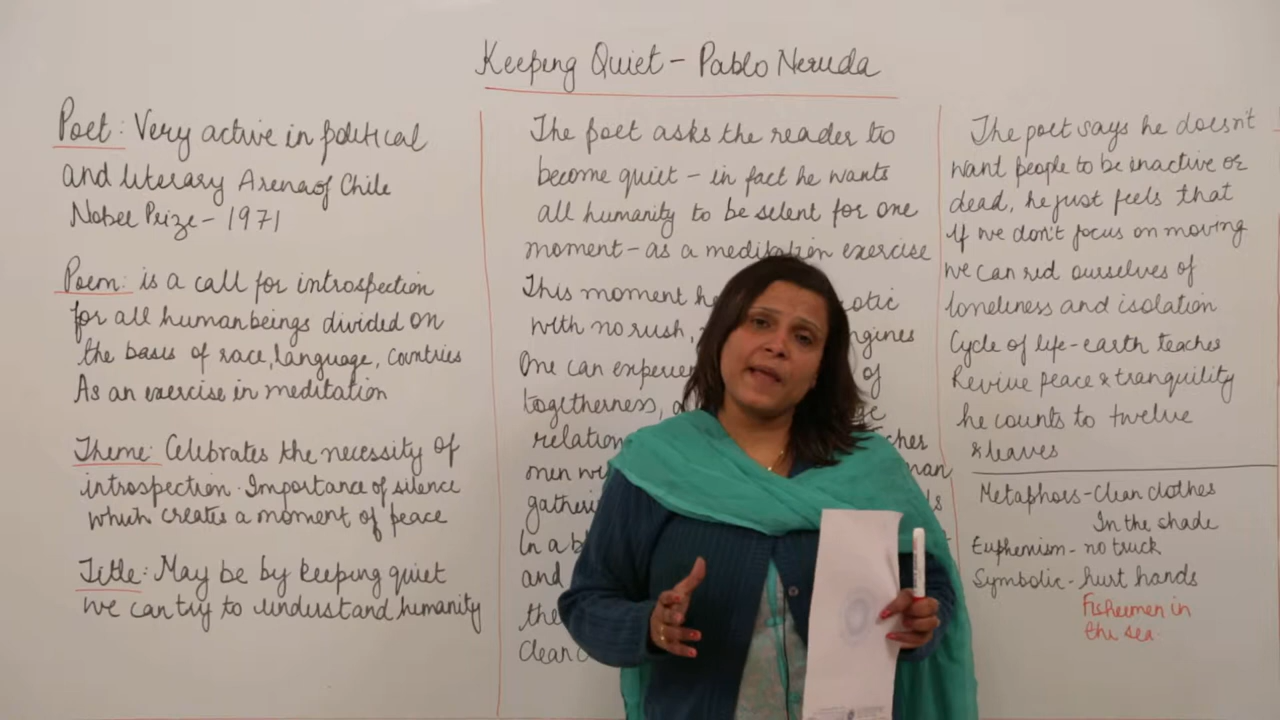 Keeping Quiet - Pablo Neruda
Poet: Very active in political
and literary Arena of Chile
Nobel Prize - 1971
Poem: is a call for introspection
for all human beings divided on
the basis of race, language, countries
As an exercise in meditation
Theme: Celebrates the necessity of
introspection. Importance of silence
which creates a moment of peace
Title: May be by keeping quiet
we can try to understand humanity
The poet asks the reader to
become quiet - in fact he wants
all humanity to be silent for one
moment - as a meditation exercise
This moment
with no rush,
One can of
togetherness,
relation
men
In a
and
the
The poet says he doesn't
want people to be inactive or
dead, he just feels that
if we don't focus on moving
we can rid ourselves of
loneliness and isolation
Cycle of life - earth teaches
Revive peace & tranquility
he counts to twelve
& leaves
Metaphors - clean clothes
In the shade
Euphemism - no truck
Symbolic - hurt hands
Fishermen in
the sea.